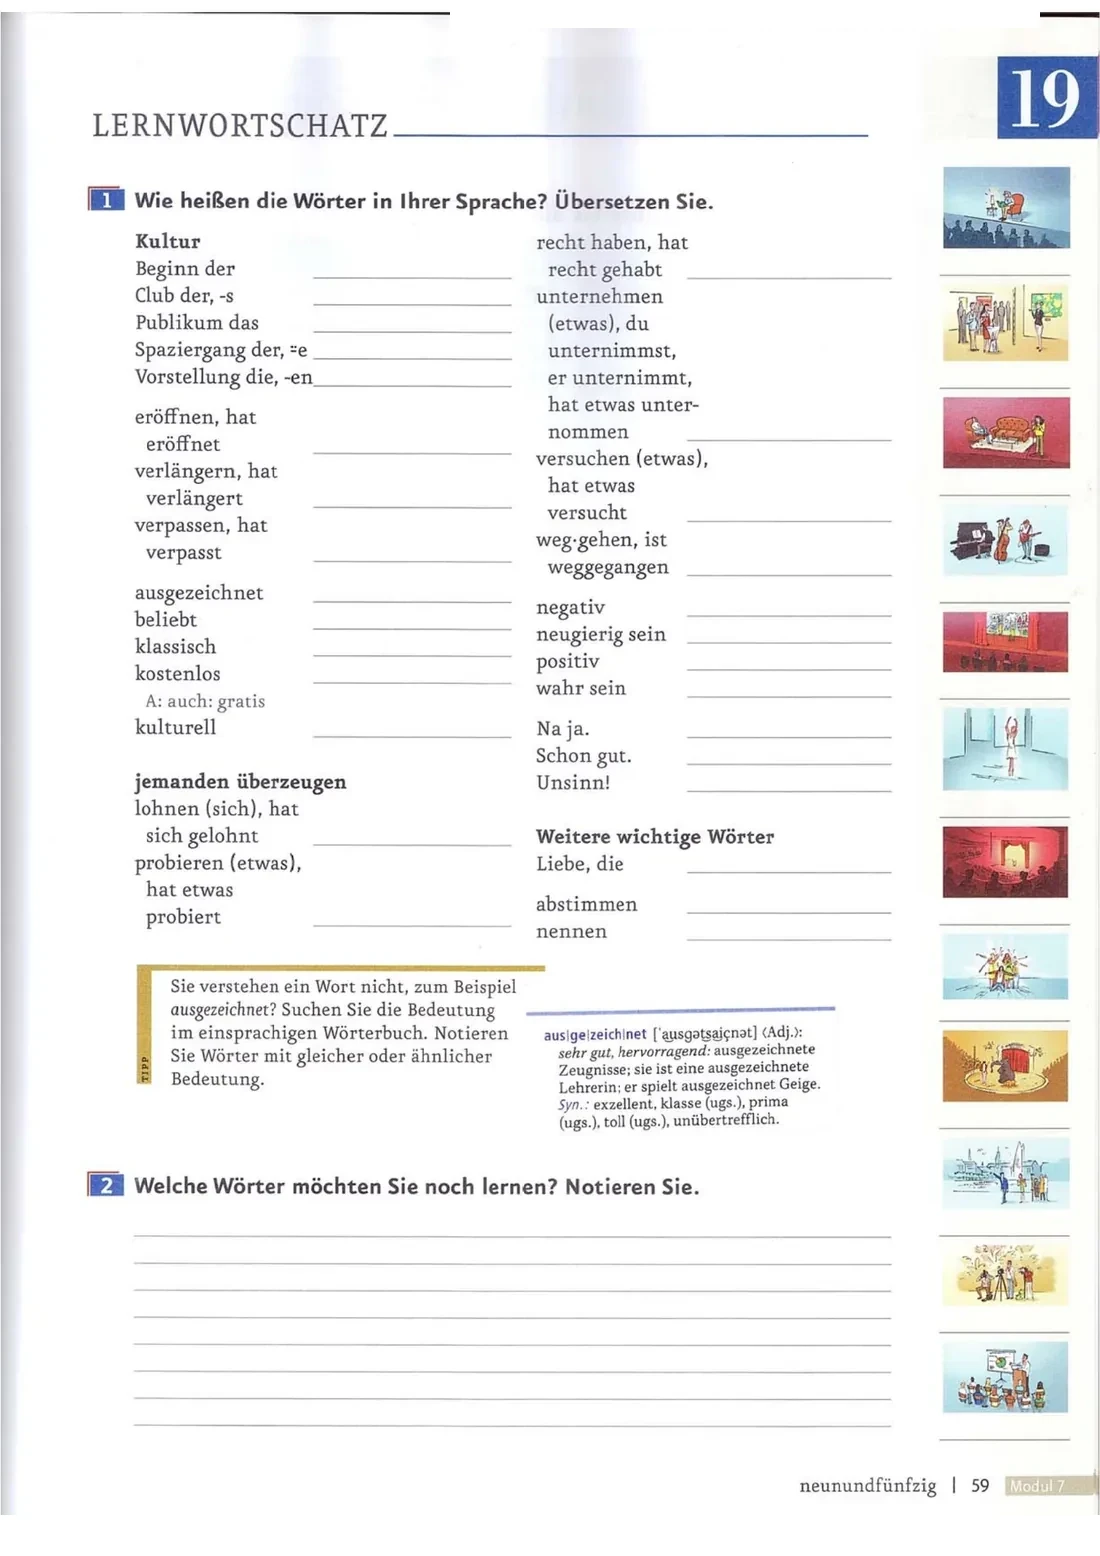 19
LERNWORTSCHATZ
1 Wie heißen die Wörter in Ihrer Sprache? Übersetzen Sie.
Kultur
Beginn der
Club der, -s
Publikum das
Spaziergang der, ⸚e
Vorstellung die, -en
eröffnen, hat
eröffnet
verlängern, hat
verlängert
verpassen, hat
verpasst
ausgezeichnet
beliebt
klassisch
kostenlos
A: auch: gratis
kulturell
jemanden überzeugen
lohnen (sich), hat
sich gelohnt
probieren (etwas),
hat etwas
probiert
recht haben, hat
recht gehabt
unternehmen
(etwas), du
unternimmst,
er unternimmt,
hat etwas unter-
nommen
versuchen (etwas),
hat etwas
versucht
weg·gehen, ist
weggegangen
negativ
neugierig sein
positiv
wahr sein
Na ja.
Schon gut.
Unsinn!
Weitere wichtige Wörter
Liebe, die
abstimmen
nennen
TIPP
Sie verstehen ein Wort nicht, zum Beispiel
ausgezeichnet? Suchen Sie die Bedeutung
im einsprachigen Wörterbuch. Notieren
Sie Wörter mit gleicher oder ähnlicher
Bedeutung.
aus|ge|zeich|net [ˈau̯sɡətsai̯çnət] ⟨Adj.⟩:
sehr gut, hervorragend: ausgezeichnete
Zeugnisse; sie ist eine ausgezeichnete
Lehrerin; er spielt ausgezeichnet Geige.
Syn.: exzellent, klasse (ugs.), prima
(ugs.), toll (ugs.), unübertrefflich.
2 Welche Wörter möchten Sie noch lernen? Notieren Sie.
neunundfünfzig | 59 Modul 7